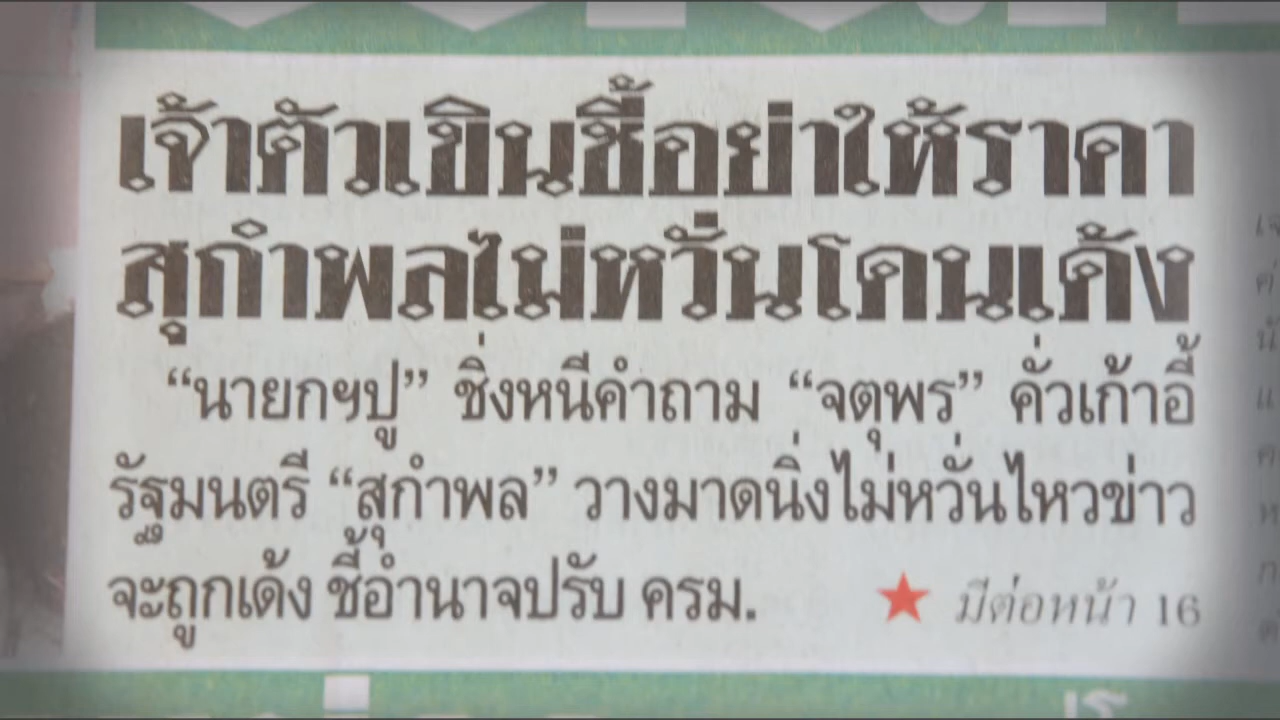 เจ้าตัวเขินชี้อย่าให้ราคา
สุกำพลไม่หวั่นโดนเด้ง
“นายกฯปู” ชิ่งหนีคำถาม “จตุพร” คั่วเก้าอี้
รัฐมนตรี “สุกำพล” วางมาดนิ่งไม่หวั่นไหวข่าว
จะถูกเด้ง ชี้อำนาจปรับ ครม.
มีต่อหน้า 16